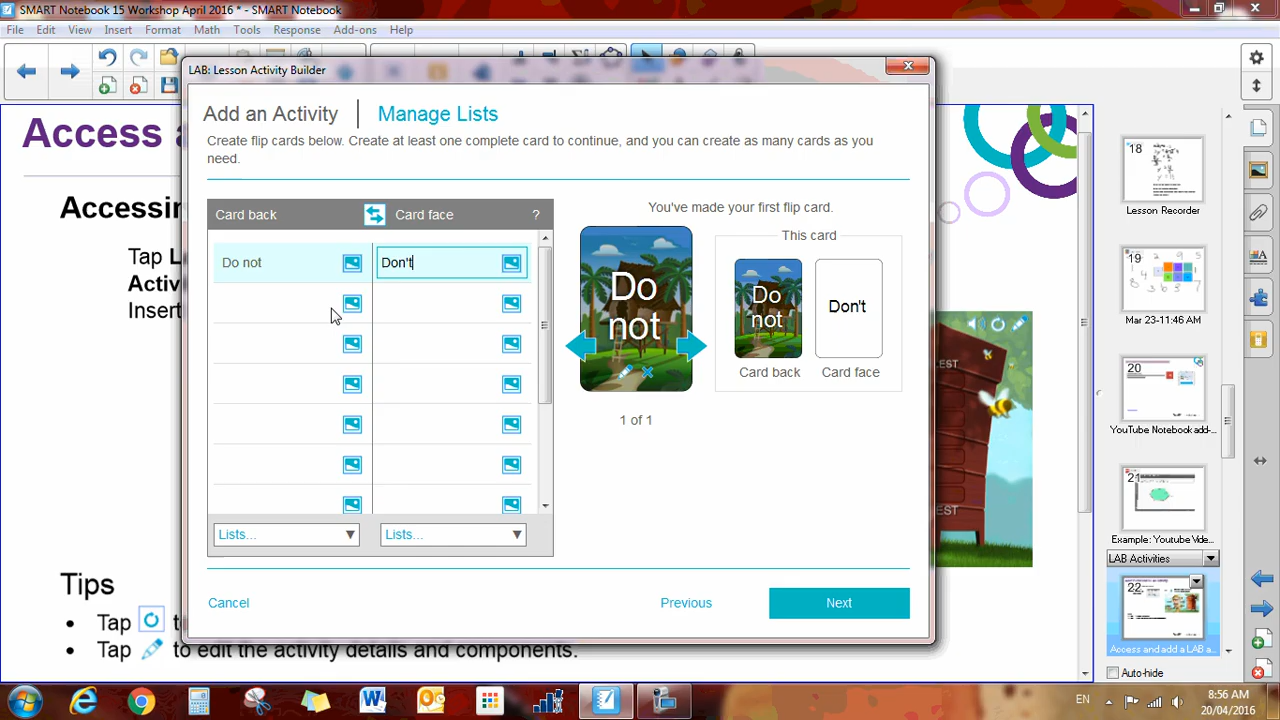 SMART Notebook 15 Workshop April 2016 * - SMART Notebook
File Edit View Insert Format Math Tools Response Add-ons Help
LAB: Lesson Activity Builder
Add an Activity Manage Lists
Create flip cards below. Create at least one complete card to continue, and you can create as many cards as you
need.
Card back Card face ?
Do not Don't
Lists... Lists...
You've made your first flip card.
This card
Do
not
Do
not
Don't
Card back Card face
1 of 1
Cancel Previous Next
Access a
Accessin
Tap L
Activ
Insert
Tips
• Tap t
• Tap to edit the activity details and components.
EST
EST
18
Lesson Recorder
19
Mar 23-11:46 AM
20
YouTube Notebook add-...
21
Example: Youtube Vide...
LAB Activities
22
Access and add a LAB a...
Auto-hide
EN
8:56 AM
20/04/2016